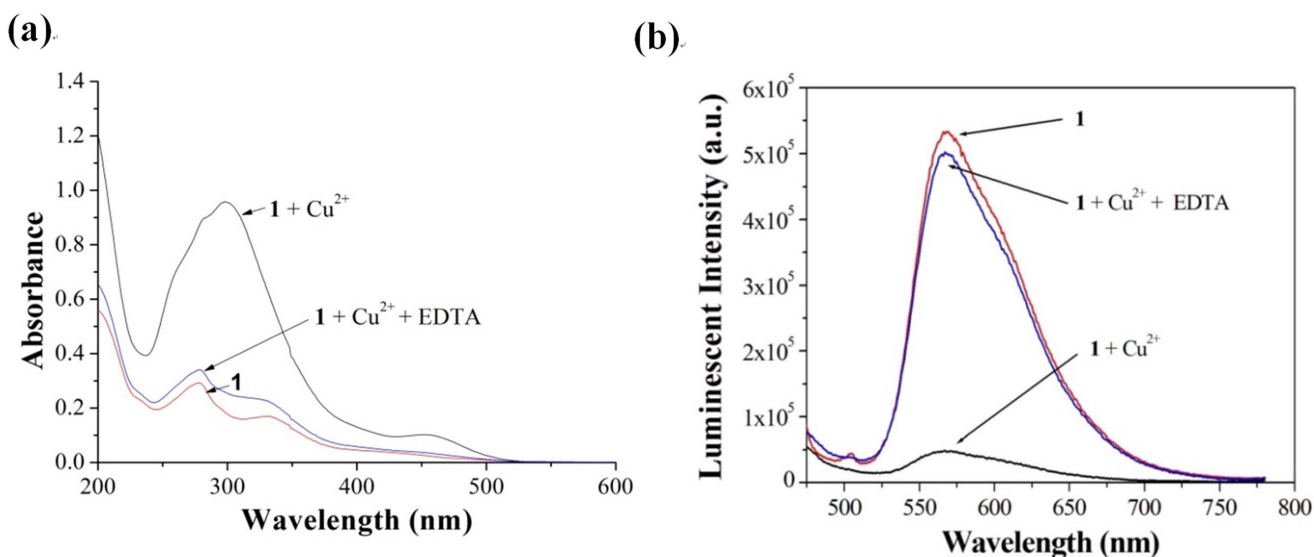 (a)
1.4
1.2
1.0
0.8
0.6
0.4
0.2
0.0
Absorbance
1 + Cu²⁺
1 + Cu²⁺ + EDTA
1
200 300 400 500 600
Wavelength (nm)
(b)
6x10⁵
5x10⁵
4x10⁵
3x10⁵
2x10⁵
1x10⁵
0
Luminescent Intensity (a.u.)
1
1 + Cu²⁺ + EDTA
1 + Cu²⁺
500 550 600 650 700 750 800
Wavelength (nm)